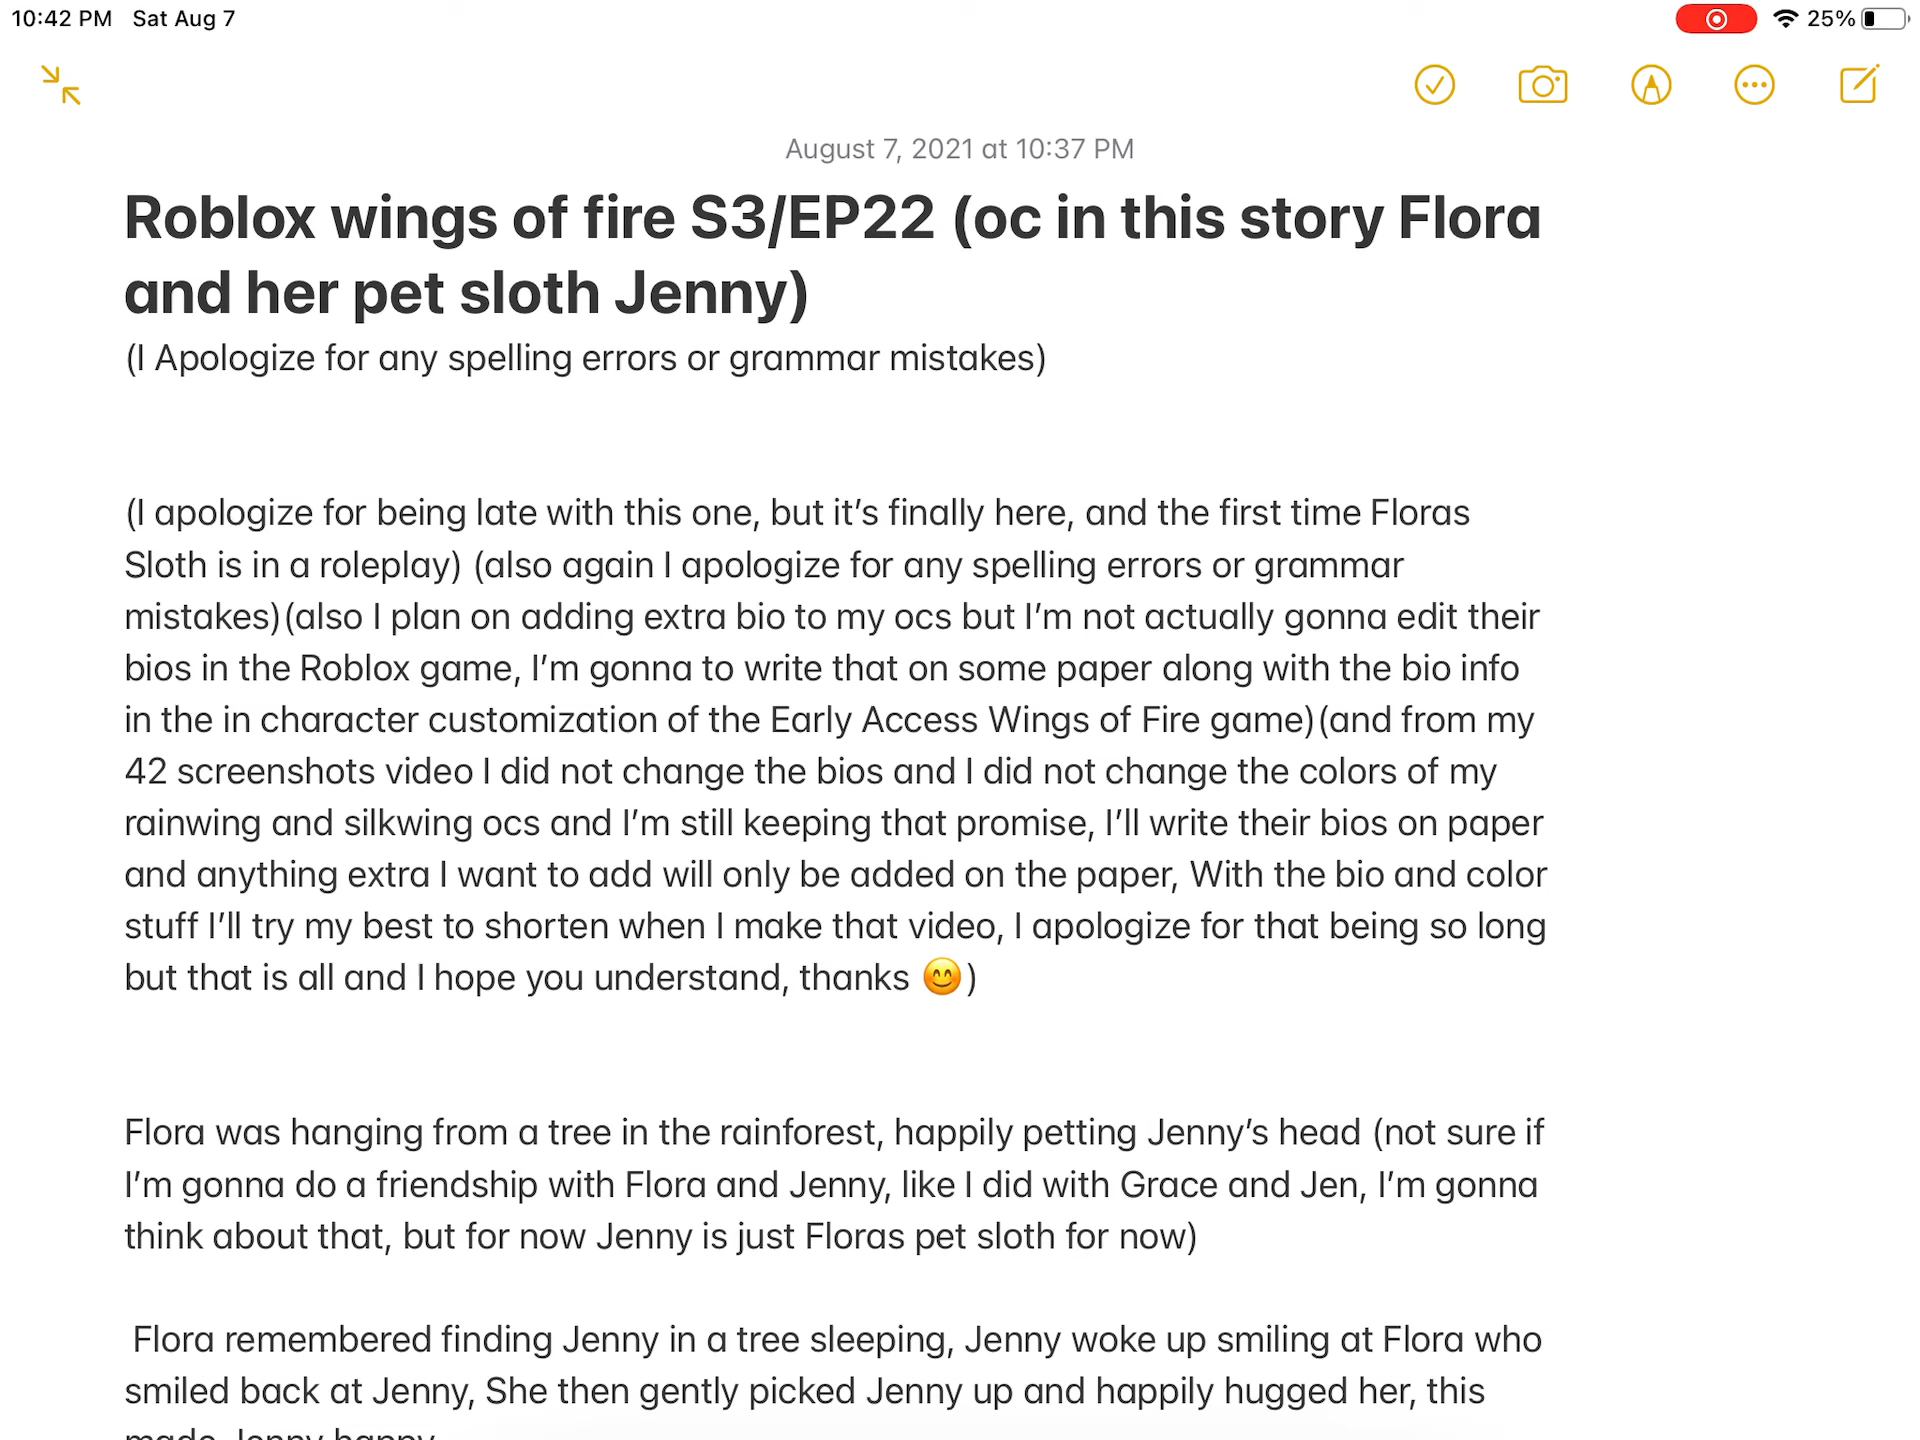 10:42 PM Sat Aug 7
25%
August 7, 2021 at 10:37 PM
Roblox wings of fire S3/EP22 (oc in this story Flora
and her pet sloth Jenny)
(I Apologize for any spelling errors or grammar mistakes)
(I apologize for being late with this one, but it’s finally here, and the first time Floras
Sloth is in a roleplay) (also again I apologize for any spelling errors or grammar
mistakes)(also I plan on adding extra bio to my ocs but I’m not actually gonna edit their
bios in the Roblox game, I’m gonna to write that on some paper along with the bio info
in the in character customization of the Early Access Wings of Fire game)(and from my
42 screenshots video I did not change the bios and I did not change the colors of my
rainwing and silkwing ocs and I’m still keeping that promise, I’ll write their bios on paper
and anything extra I want to add will only be added on the paper, With the bio and color
stuff I’ll try my best to shorten when I make that video, I apologize for that being so long
but that is all and I hope you understand, thanks 😊)
Flora was hanging from a tree in the rainforest, happily petting Jenny’s head (not sure if
I’m gonna do a friendship with Flora and Jenny, like I did with Grace and Jen, I’m gonna
think about that, but for now Jenny is just Floras pet sloth for now)
Flora remembered finding Jenny in a tree sleeping, Jenny woke up smiling at Flora who
smiled back at Jenny, She then gently picked Jenny up and happily hugged her, this
made Jenny happy